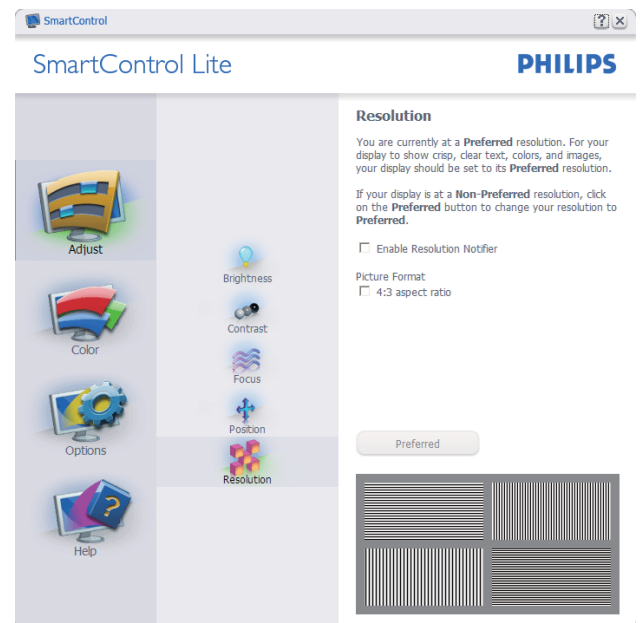 SmartControl
SmartControl Lite
PHILIPS
Adjust
Color
Options
Help
Brightness
Contrast
Focus
Position
Resolution
Resolution
You are currently at a Preferred resolution. For your
display to show crisp, clear text, colors, and images,
your display should be set to its Preferred resolution.
If your display is at a Non-Preferred resolution, click
on the Preferred button to change your resolution to
Preferred.
Enable Resolution Notifier
Picture Format
4:3 aspect ratio
Preferred